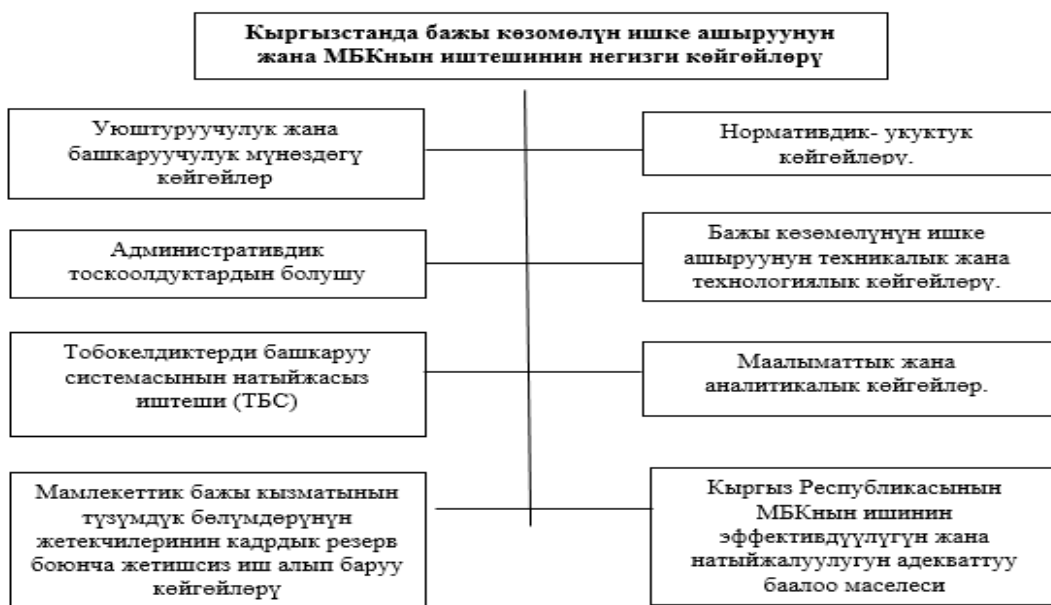 Кыргызстанда бажы көзомөлүн ишке ашыруунун
жана МБКнын иштешинин негизги көйгөйлөрү
Уюштуруучулук жана
башкаруучулук мүнөздөгү
көйгөйлөр
Нормативдик- укуктук
көйгөйлөрү.
Административдик
тоскоолдуктардын болушу
Бажы көзөмөлүнүн ишке
ашыруунун техникалык жана
технологиялык көйгөйлөрү.
Тобокелдиктерди башкаруу
системасынын натыйжасыз
иштеши (ТБС)
Маалыматтык жана
аналитикалык көйгөйлөр.
Мамлекеттик бажы кызматынын
түзүмдүк бөлүмдөрүнүн
жетекчилеринин кадрдык резерв
боюнча жетишсиз иш алып баруу
көйгөйлөрү
Кыргыз Республикасынын
МБКнын ишинин
эффективдүүлүгүн жана
натыйжалуулугун адекваттуу
баалоо маселеси